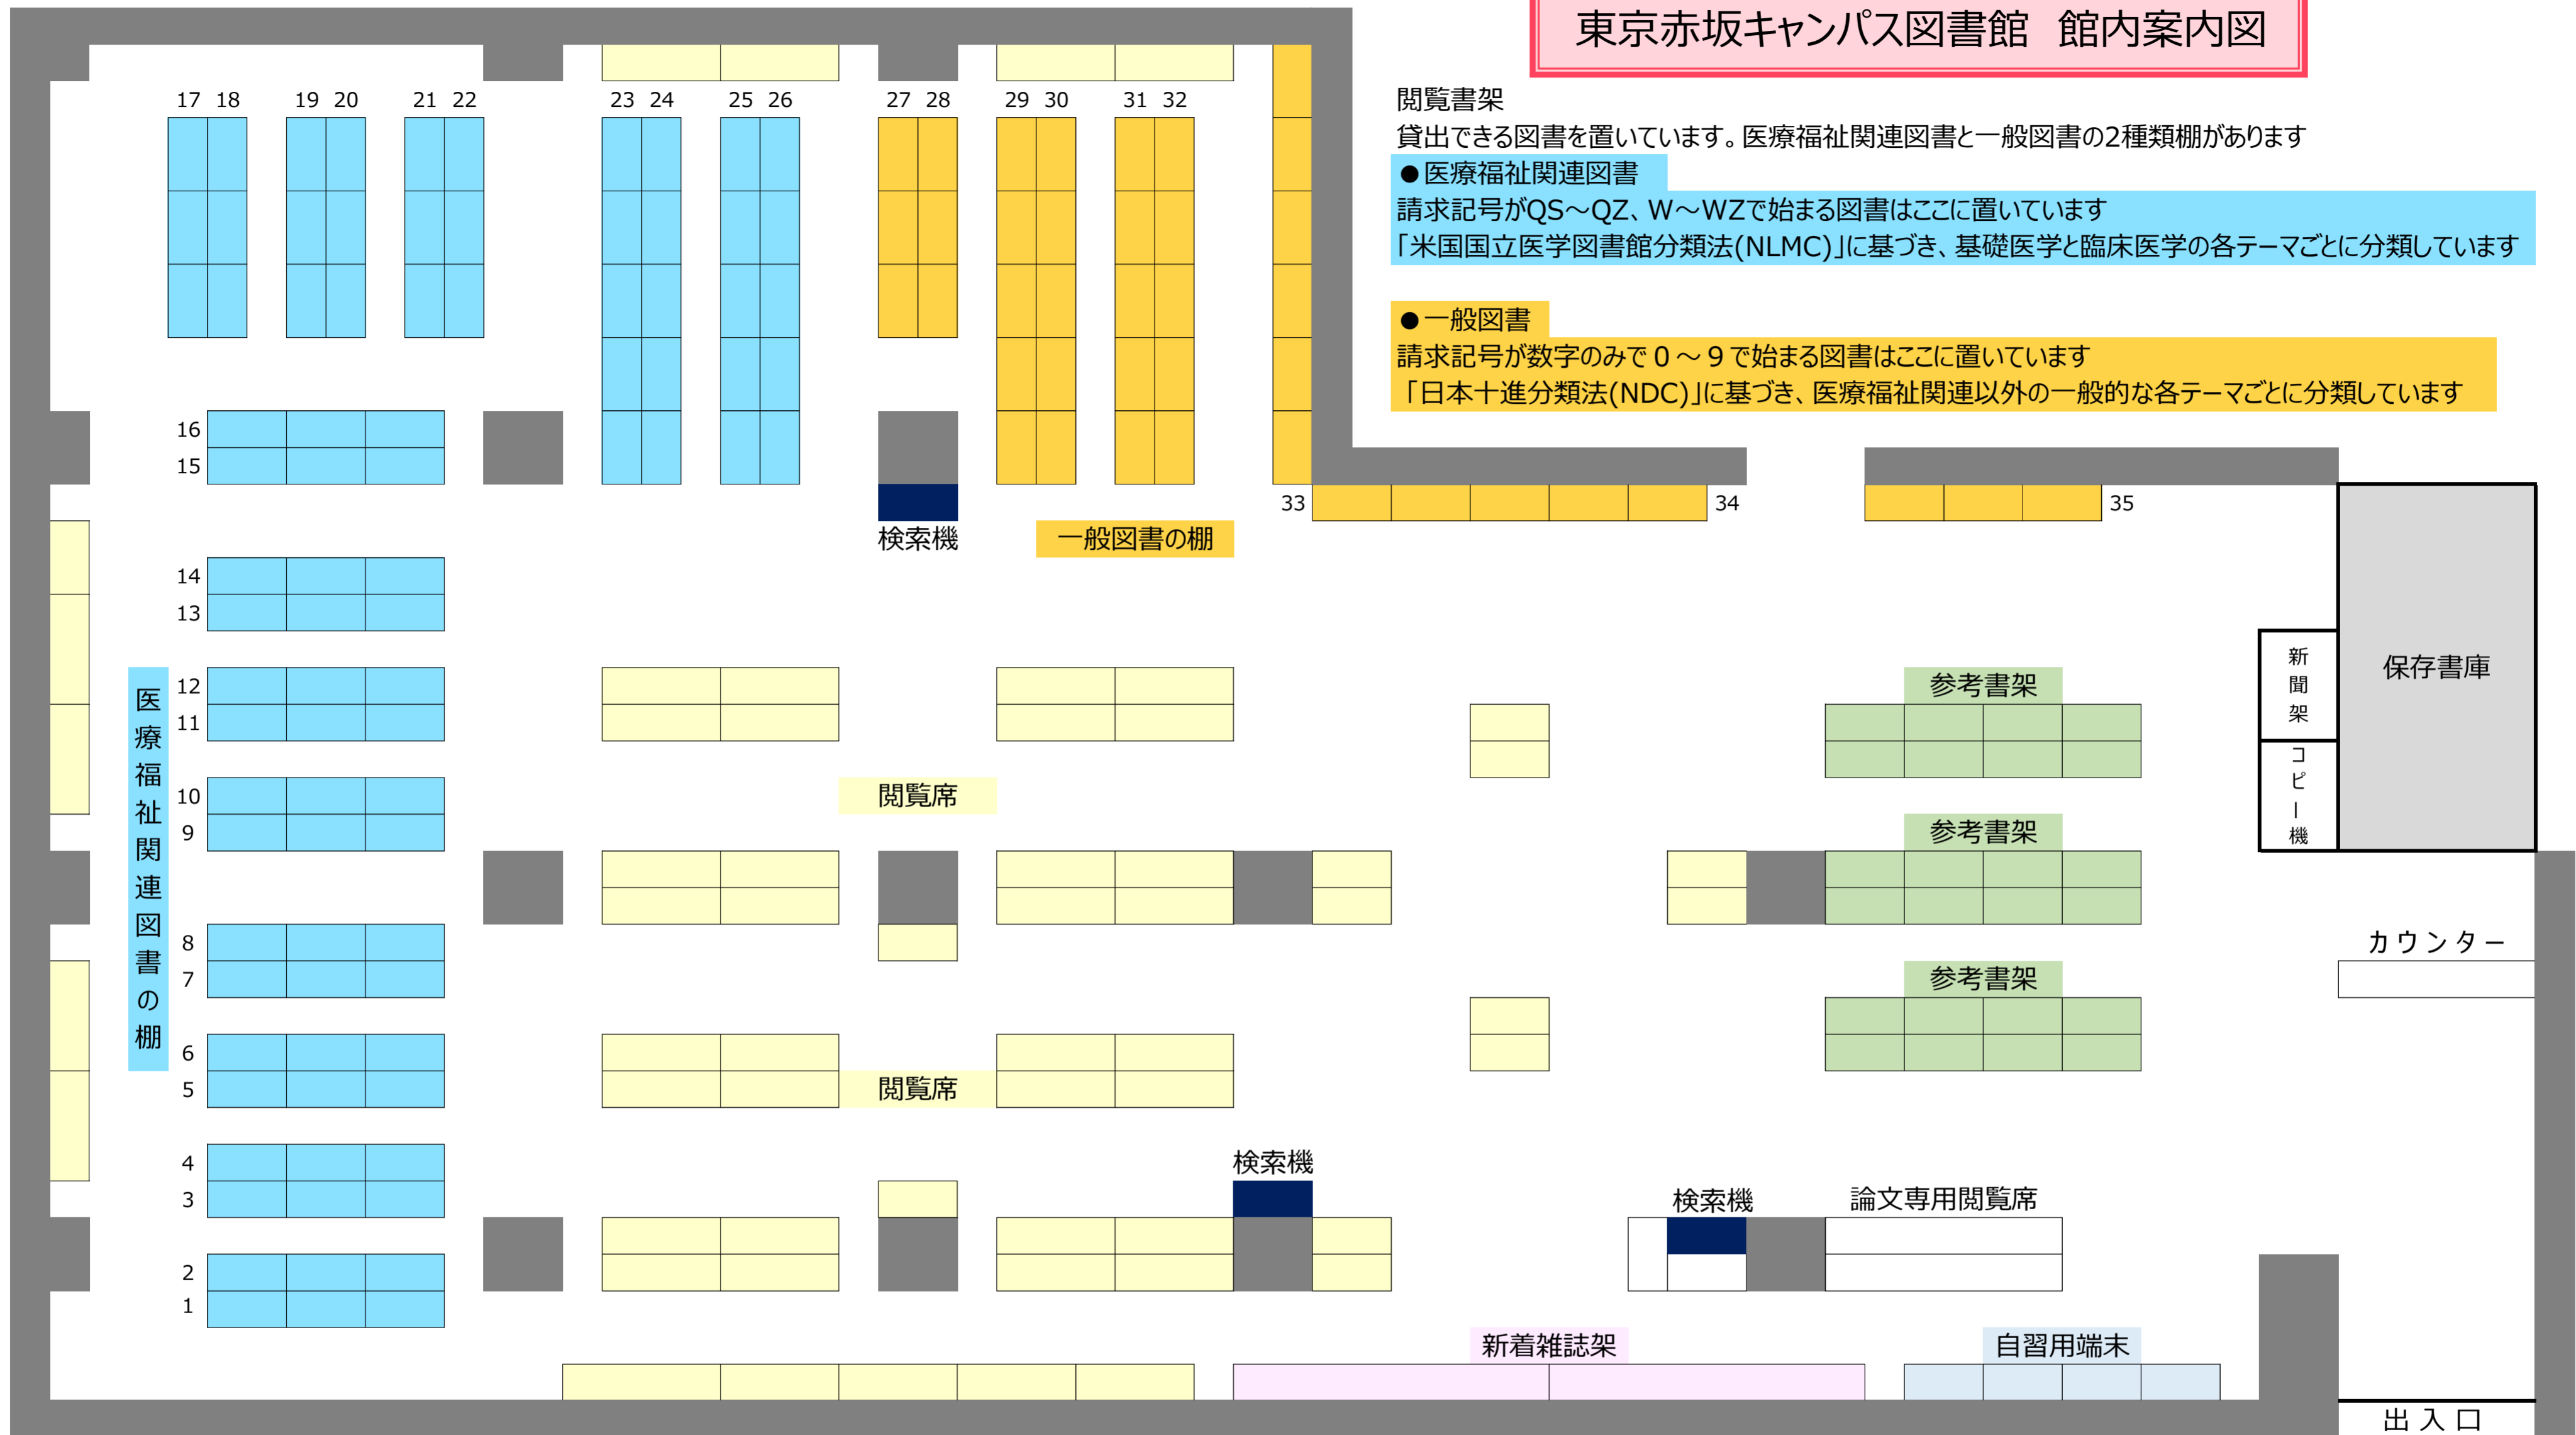 東京赤坂キャンパス図書館 館内案内図
閲覧書架
貸出できる図書を置いています。医療福祉関連図書と一般図書の2種類棚があります
●医療福祉関連図書
請求記号がQS～QZ、W～WZで始まる図書はここに置いています
「米国国立医学図書館分類法(NLMC)」に基づき、基礎医学と臨床医学の各テーマごとに分類しています
●一般図書
請求記号が数字のみで０～９で始まる図書はここに置いています
「日本十進分類法(NDC)」に基づき、医療福祉関連以外の一般的な各テーマごとに分類しています
17 18 19 20 21 22 23 24 25 26 27 28 29 30 31 32
16
15
33
34
35
検索機
一般図書の棚
14
13
医療福祉関連図書の棚
12
11
10
9
8
7
6
5
4
3
2
1
閲覧席
閲覧席
参考書架
参考書架
参考書架
新聞架
コピー機
保存書庫
カウンター
検索機
検索機
論文専用閲覧席
新着雑誌架
自習用端末
出入口